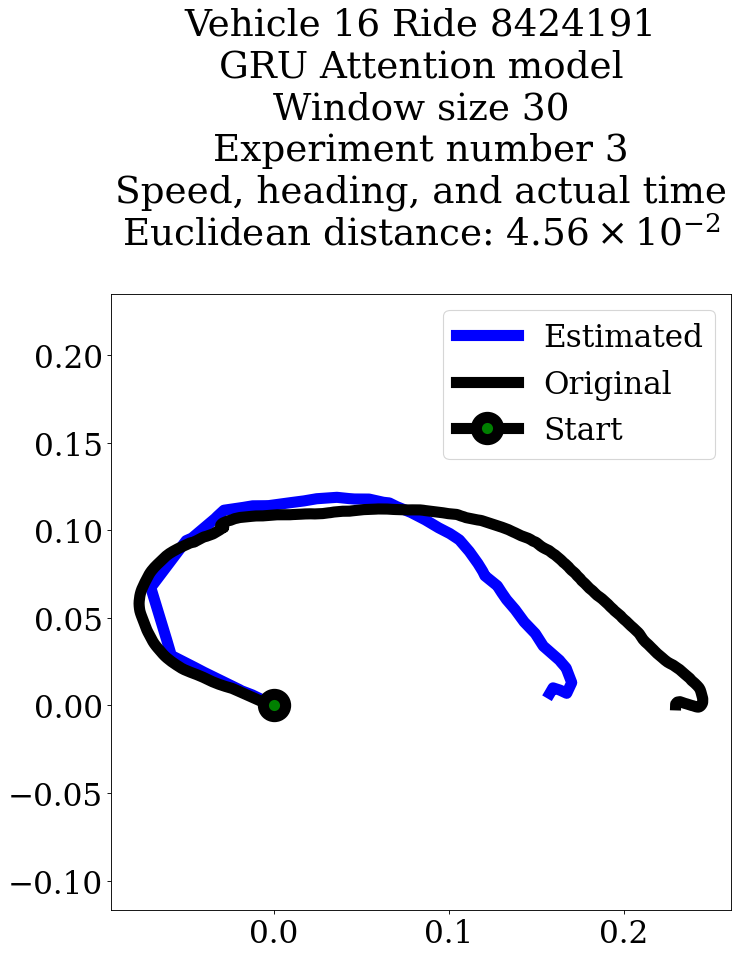 Vehicle 16 Ride 8424191
GRU Attention model
Window size 30
Experiment number 3
Speed, heading, and actual time
Euclidean distance: 4.56 × 10⁻²
Estimated
Original
Start
0.20
0.15
0.10
0.05
0.00
−0.05
−0.10
0.0 0.1 0.2